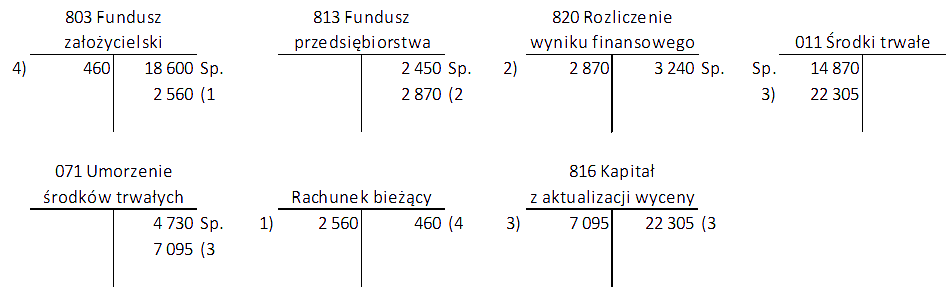 803 Fundusz założycielski
4) 460 18 600 Sp.
2 560 (1
813 Fundusz przedsiębiorstwa
2 450 Sp.
2 870 (2
820 Rozliczenie wyniku finansowego
2) 2 870 3 240 Sp.
011 Środki trwałe
Sp. 14 870
3) 22 305
071 Umorzenie środków trwałych
4 730 Sp.
7 095 (3
Rachunek bieżący
1) 2 560 460 (4
816 Kapitał z aktualizacji wyceny
3) 7 095 22 305 (3